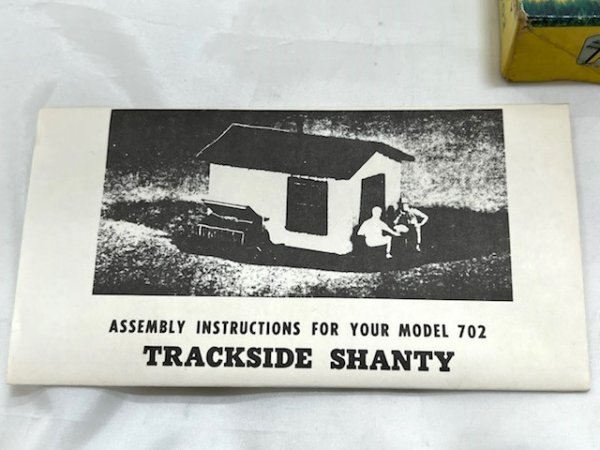 ASSEMBLY INSTRUCTIONS FOR YOUR MODEL 702
TRACKSIDE SHANTY